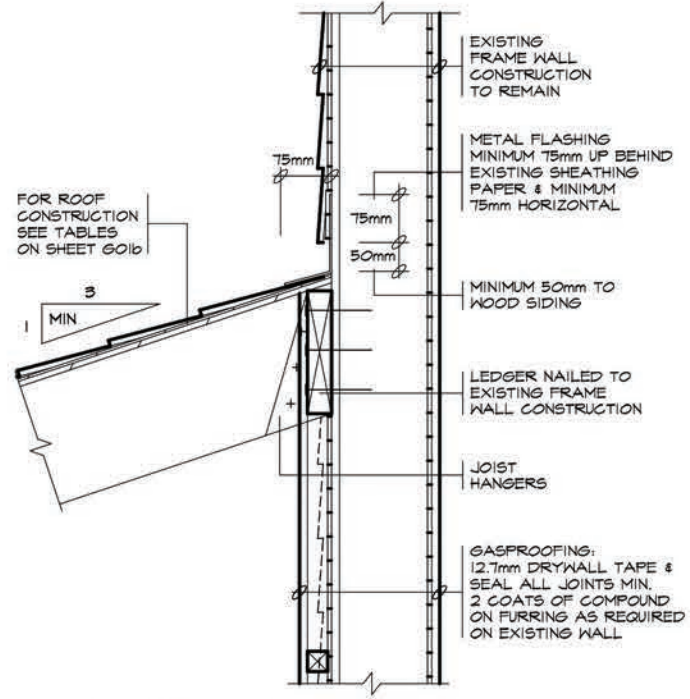 EXISTING
FRAME WALL
CONSTRUCTION
TO REMAIN
METAL FLASHING
MINIMUM 75mm UP BEHIND
EXISTING SHEATHING
PAPER & MINIMUM
75mm HORIZONTAL
75mm
75mm
50mm
FOR ROOF
CONSTRUCTION
SEE TABLES
ON SHEET G01b
3
1
MIN
MINIMUM 50mm TO
WOOD SIDING
LEDGER NAILED TO
EXISTING FRAME
WALL CONSTRUCTION
JOIST
HANGERS
GASPROOFING:
12.7mm DRYWALL TAPE &
SEAL ALL JOINTS MIN.
2 COATS OF COMPOUND
ON FURRING AS REQUIRED
ON EXISTING WALL